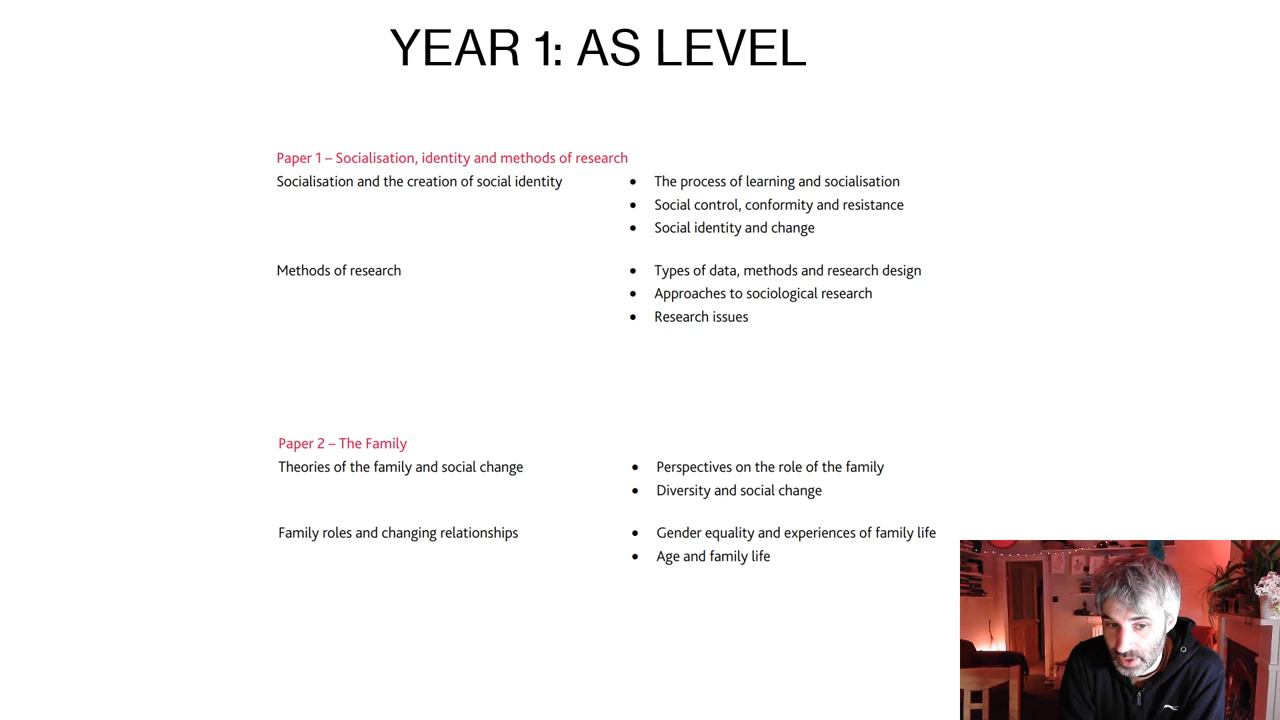 YEAR 1: AS LEVEL
Paper 1 – Socialisation, identity and methods of research
Socialisation and the creation of social identity
• The process of learning and socialisation
• Social control, conformity and resistance
• Social identity and change
Methods of research
• Types of data, methods and research design
• Approaches to sociological research
• Research issues
Paper 2 – The Family
Theories of the family and social change
• Perspectives on the role of the family
• Diversity and social change
Family roles and changing relationships
• Gender equality and experiences of family life
• Age and family life